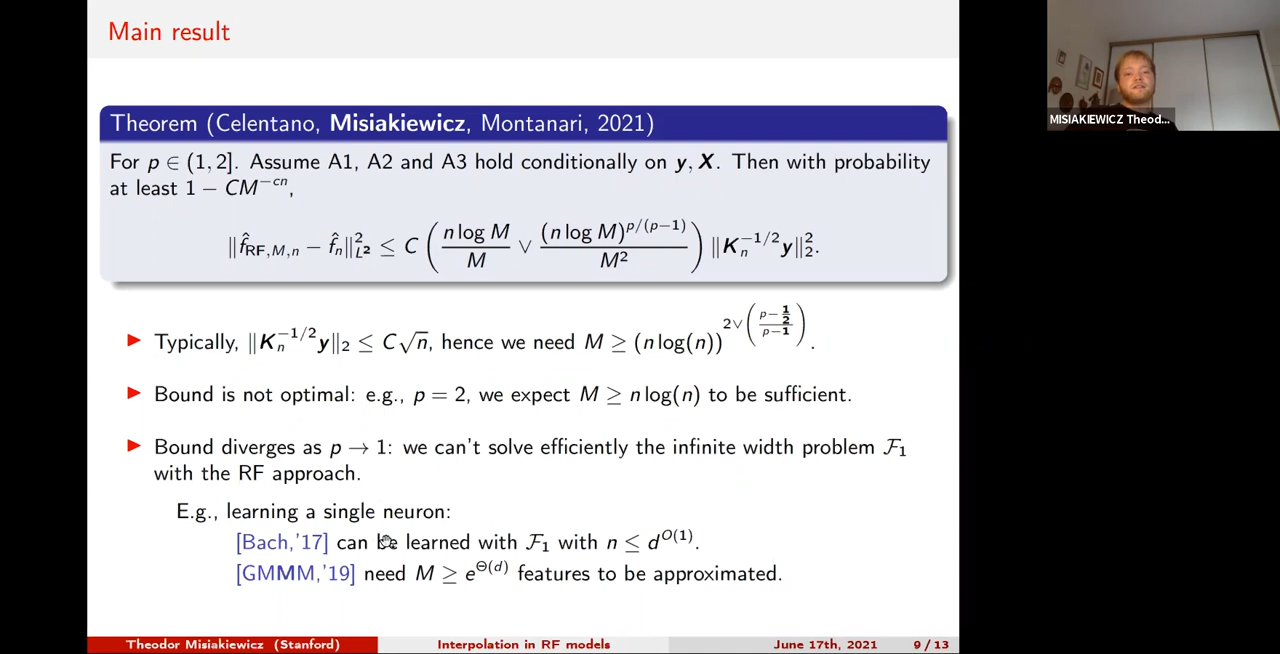 Main result
Theorem (Celentano, Misiakiewicz, Montanari, 2021)
For p ∈ (1, 2]. Assume A1, A2 and A3 hold conditionally on y, X. Then with probability
at least 1 − CM^{−cn},
‖f̂_{RF,M,n} − f̂_n‖²_{L²} ≤ C ( (n log M)/M ∨ (n log M)^{p/(p−1)}/M² ) ‖K_n^{−1/2} y‖²_2.
▶ Typically, ‖K_n^{−1/2} y‖_2 ≤ C√n, hence we need M ≥ (n log(n))^{2∨((p−1/2)/(p−1))}.
▶ Bound is not optimal: e.g., p = 2, we expect M ≥ n log(n) to be sufficient.
▶ Bound diverges as p → 1: we can't solve efficiently the infinite width problem F_1
with the RF approach.
E.g., learning a single neuron:
[Bach,'17] can be learned with F_1 with n ≤ d^{O(1)}.
[GMMM,'19] need M ≥ e^{Θ(d)} features to be approximated.
Theodor Misiakiewicz (Stanford) Interpolation in RF models June 17th, 2021 9 / 13
MISIAKIEWICZ Theod...